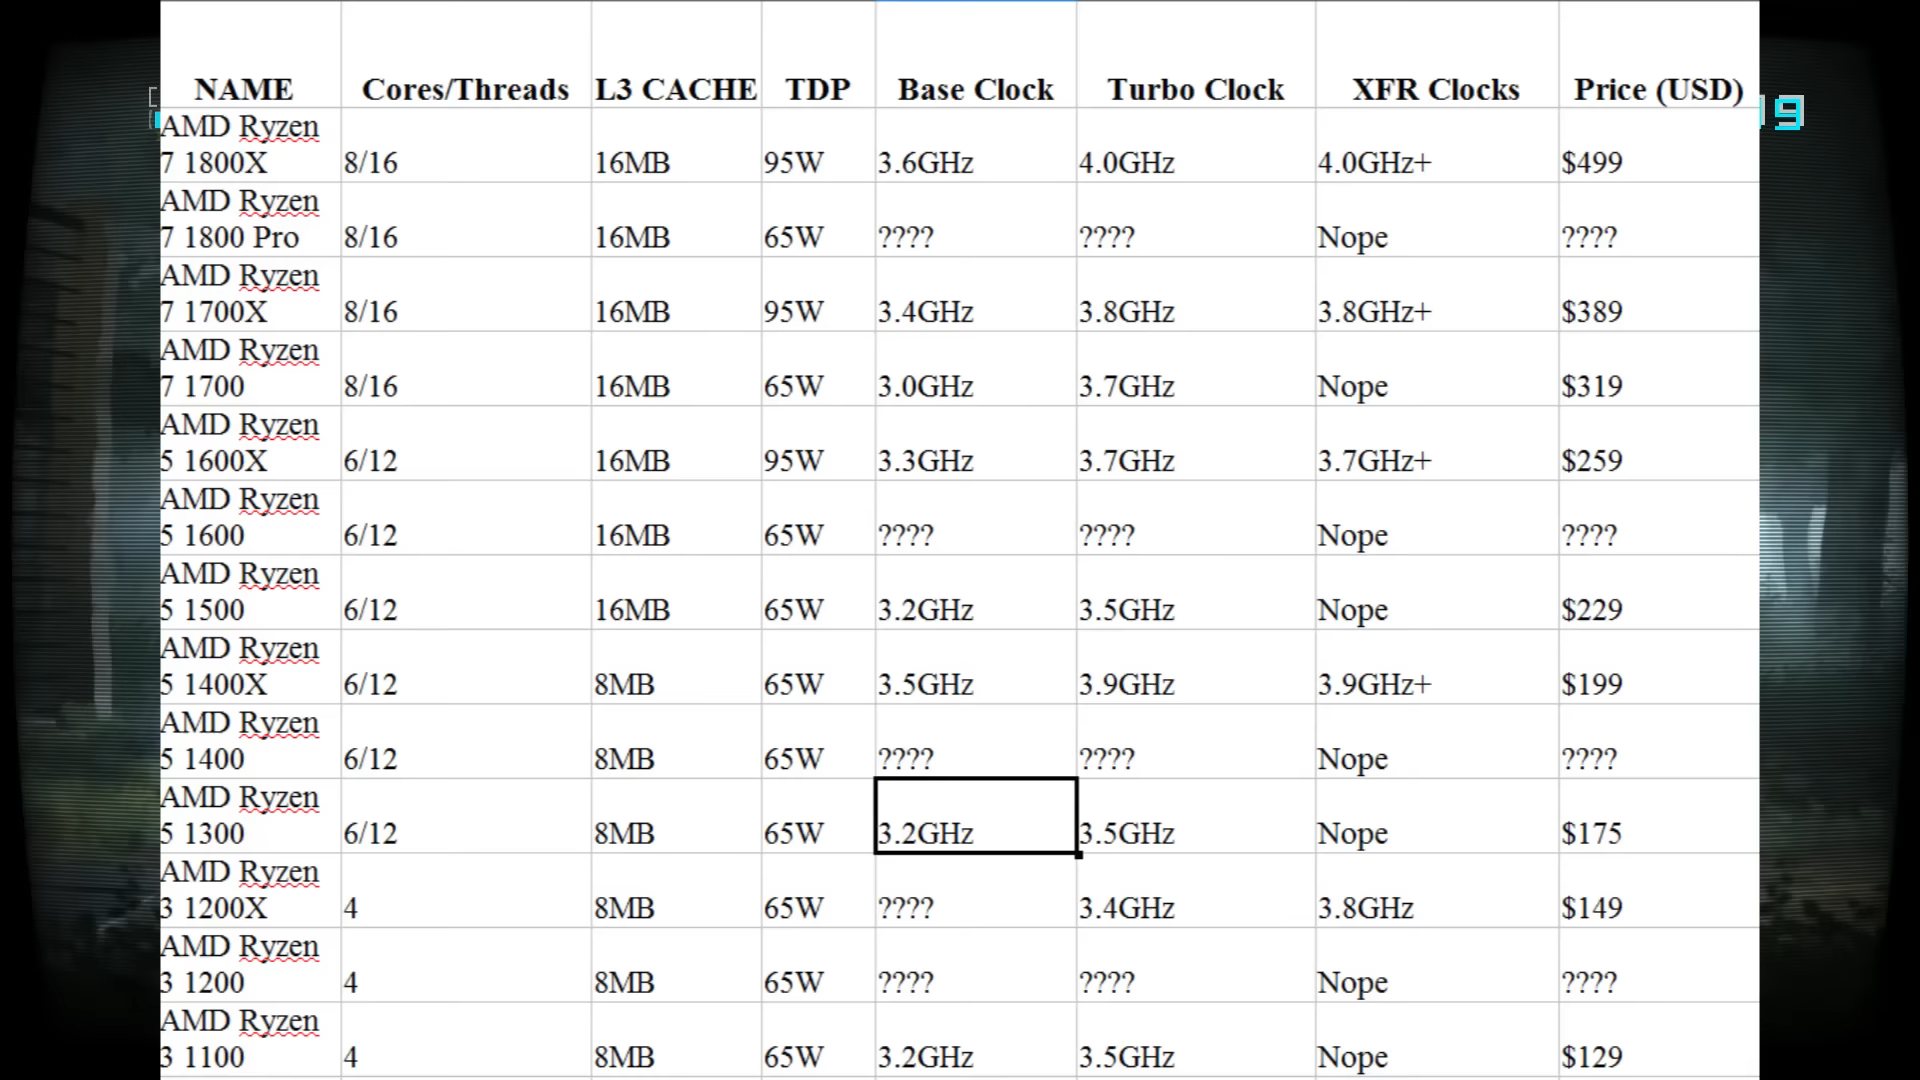 NAME Cores/Threads L3 CACHE TDP Base Clock Turbo Clock XFR Clocks Price (USD)
9
AMD Ryzen
7 1800X 8/16 16MB 95W 3.6GHz 4.0GHz 4.0GHz+ $499
AMD Ryzen
7 1800 Pro 8/16 16MB 65W ???? ???? Nope ????
AMD Ryzen
7 1700X 8/16 16MB 95W 3.4GHz 3.8GHz 3.8GHz+ $389
AMD Ryzen
7 1700 8/16 16MB 65W 3.0GHz 3.7GHz Nope $319
AMD Ryzen
5 1600X 6/12 16MB 95W 3.3GHz 3.7GHz 3.7GHz+ $259
AMD Ryzen
5 1600 6/12 16MB 65W ???? ???? Nope ????
AMD Ryzen
5 1500 6/12 16MB 65W 3.2GHz 3.5GHz Nope $229
AMD Ryzen
5 1400X 6/12 8MB 65W 3.5GHz 3.9GHz 3.9GHz+ $199
AMD Ryzen
5 1400 6/12 8MB 65W ???? ???? Nope ????
AMD Ryzen
5 1300 6/12 8MB 65W 3.2GHz 3.5GHz Nope $175
AMD Ryzen
3 1200X 4 8MB 65W ???? 3.4GHz 3.8GHz $149
AMD Ryzen
3 1200 4 8MB 65W ???? ???? Nope ????
AMD Ryzen
3 1100 4 8MB 65W 3.2GHz 3.5GHz Nope $129